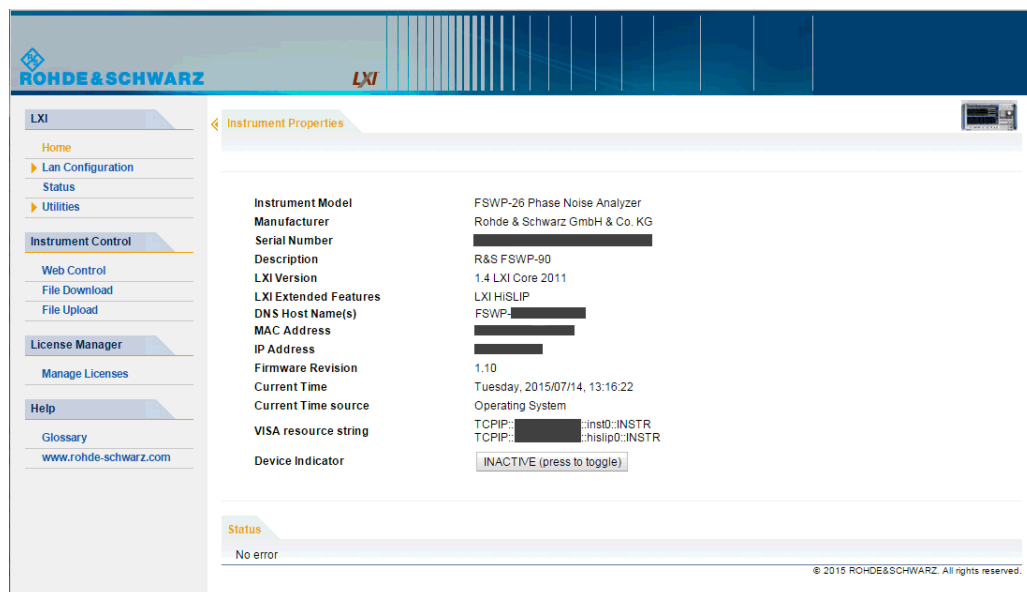 ROHDE&SCHWARZ
LXI
LXI
Home
Lan Configuration
Status
Utilities
Instrument Control
Web Control
File Download
File Upload
License Manager
Manage Licenses
Help
Glossary
www.rohde-schwarz.com
Instrument Properties
Instrument Model FSWP-26 Phase Noise Analyzer
Manufacturer Rohde & Schwarz GmbH & Co. KG
Serial Number
Description R&S FSWP-90
LXI Version 1.4 LXI Core 2011
LXI Extended Features LXI HiSLIP
DNS Host Name(s) FSWP-
MAC Address
IP Address
Firmware Revision 1.10
Current Time Tuesday, 2015/07/14, 13:16:22
Current Time source Operating System
VISA resource string TCPIP:: ::inst0::INSTR
TCPIP:: ::hislip0::INSTR
Device Indicator INACTIVE (press to toggle)
Status
No error
© 2015 ROHDE&SCHWARZ. All rights reserved.